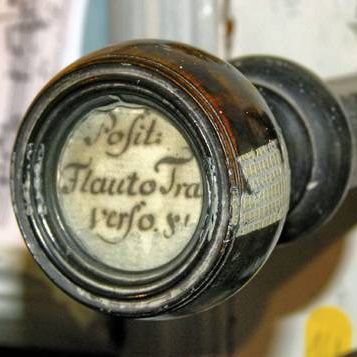 Posit:
Flauto Tra
verso. 8!